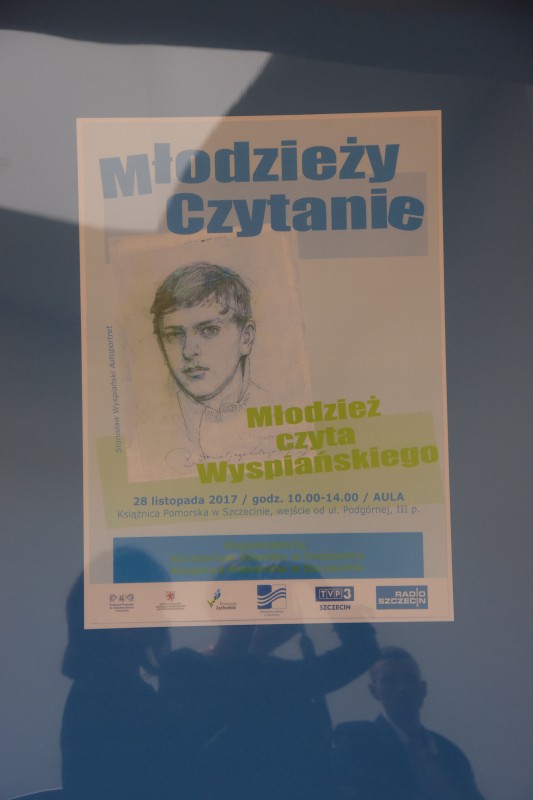 Młodzieży
Czytanie
Stanisław Wyspiański Autoportret
Młodzież
czyta
Wyspiańskiego
28 listopada 2017 / godz. 10.00-14.00 / AULA
Książnica Pomorska w Szczecinie, wejście od ul. Podgórnej, III p.
TVP3
SZCZECIN
RADIO
SZCZECIN